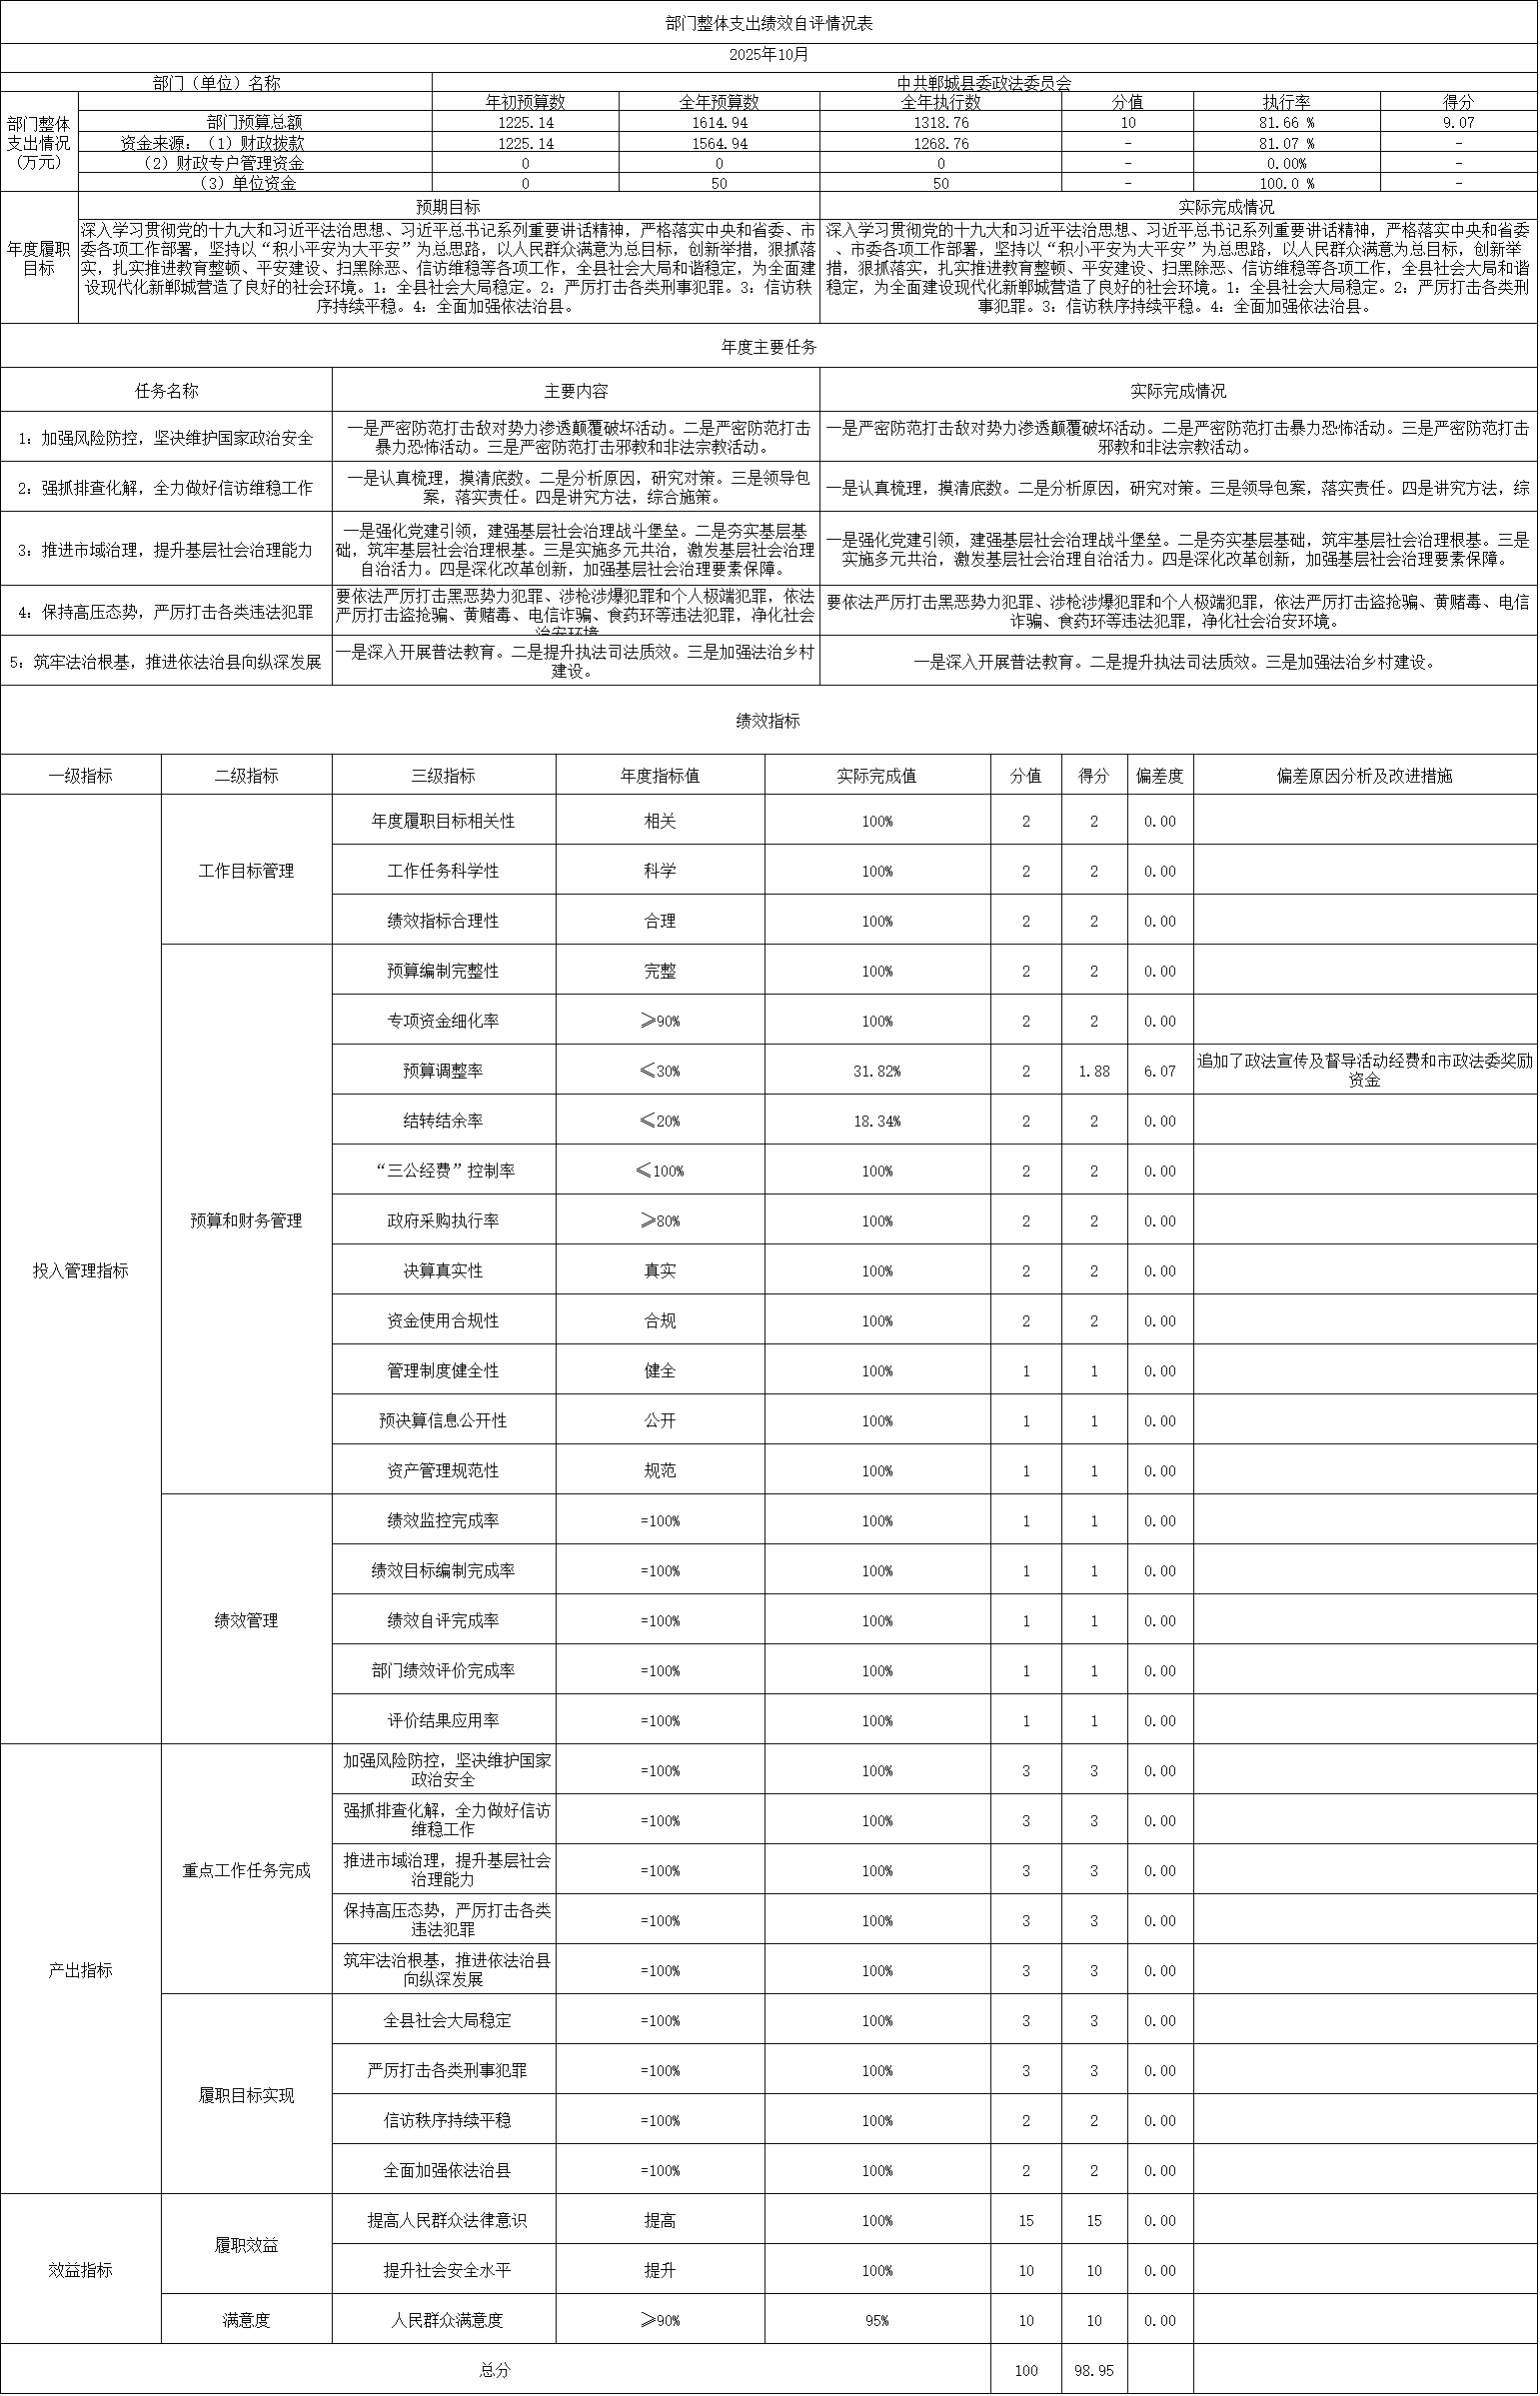 部门整体支出绩效自评情况表
2025年10月
部门（单位）名称 中共郸城县委政法委员会
部门整体支出情况（万元） 年初预算数 全年预算数 全年执行数 分值 执行率 得分
部门预算总额 1225.14 1614.94 1318.76 10 81.66 % 9.07
资金来源：（1）财政拨款 1225.14 1564.94 1268.76 - 81.07 % -
（2）财政专户管理资金 0 0 0 - 0.00% -
（3）单位资金 0 50 50 - 100.0 % -
年度履职目标 预期目标 实际完成情况
深入学习贯彻党的十九大和习近平法治思想、习近平总书记系列重要讲话精神，严格落实中央和省委、市
委各项工作部署，坚持以“积小平安为大平安”为总思路，以人民群众满意为总目标，创新举措，狠抓落
实，扎实推进教育整顿、平安建设、扫黑除恶、信访维稳等各项工作，全县社会大局和谐稳定，为全面建
设现代化新郸城营造了良好的社会环境。1：全县社会大局稳定。2：严厉打击各类刑事犯罪。3：信访秩
序持续平稳。4：全面加强依法治县。
深入学习贯彻党的十九大和习近平法治思想、习近平总书记系列重要讲话精神，严格落实中央和省委
、市委各项工作部署，坚持以“积小平安为大平安”为总思路，以人民群众满意为总目标，创新举
措，狠抓落实，扎实推进教育整顿、平安建设、扫黑除恶、信访维稳等各项工作，全县社会大局和谐
稳定，为全面建设现代化新郸城营造了良好的社会环境。1：全县社会大局稳定。2：严厉打击各类刑
事犯罪。3：信访秩序持续平稳。4：全面加强依法治县。
年度主要任务
任务名称 主要内容 实际完成情况
1：加强风险防控，坚决维护国家政治安全
一是严密防范打击敌对势力渗透颠覆破坏活动。二是严密防范打击
暴力恐怖活动。三是严密防范打击邪教和非法宗教活动。
一是严密防范打击敌对势力渗透颠覆破坏活动。二是严密防范打击暴力恐怖活动。三是严密防范打击
邪教和非法宗教活动。
2：强抓排查化解，全力做好信访维稳工作
一是认真梳理，摸清底数。二是分析原因，研究对策。三是领导包
案，落实责任。四是讲究方法，综合施策。
一是认真梳理，摸清底数。二是分析原因，研究对策。三是领导包案，落实责任。四是讲究方法，综
3：推进市域治理，提升基层社会治理能力
一是强化党建引领，建强基层社会治理战斗堡垒。二是夯实基层基
础，筑牢基层社会治理根基。三是实施多元共治，激发基层社会治理
自治活力。四是深化改革创新，加强基层社会治理要素保障。
一是强化党建引领，建强基层社会治理战斗堡垒。二是夯实基层基础，筑牢基层社会治理根基。三是
实施多元共治，激发基层社会治理自治活力。四是深化改革创新，加强基层社会治理要素保障。
4：保持高压态势，严厉打击各类违法犯罪
要依法严厉打击黑恶势力犯罪、涉枪涉爆犯罪和个人极端犯罪，依法
严厉打击盗抢骗、黄赌毒、电信诈骗、食药环等违法犯罪，净化社会
治安环境
要依法严厉打击黑恶势力犯罪、涉枪涉爆犯罪和个人极端犯罪，依法严厉打击盗抢骗、黄赌毒、电信
诈骗、食药环等违法犯罪，净化社会治安环境。
5：筑牢法治根基，推进依法治县向纵深发展
一是深入开展普法教育。二是提升执法司法质效。三是加强法治乡村
建设。
一是深入开展普法教育。二是提升执法司法质效。三是加强法治乡村建设。
绩效指标
一级指标 二级指标 三级指标 年度指标值 实际完成值 分值 得分 偏差度 偏差原因分析及改进措施
投入管理指标
工作目标管理
年度履职目标相关性 相关 100% 2 2 0.00
工作任务科学性 科学 100% 2 2 0.00
绩效指标合理性 合理 100% 2 2 0.00
预算和财务管理
预算编制完整性 完整 100% 2 2 0.00
专项资金细化率 ≥90% 100% 2 2 0.00
预算调整率 ≤30% 31.82% 2 1.88 6.07 追加了政法宣传及督导活动经费和市政法委奖励
资金
结转结余率 ≤20% 18.34% 2 2 0.00
“三公经费”控制率 ≤100% 100% 2 2 0.00
政府采购执行率 ≥80% 100% 2 2 0.00
决算真实性 真实 100% 2 2 0.00
资金使用合规性 合规 100% 2 2 0.00
管理制度健全性 健全 100% 1 1 0.00
预决算信息公开性 公开 100% 1 1 0.00
资产管理规范性 规范 100% 1 1 0.00
绩效管理
绩效监控完成率 =100% 100% 1 1 0.00
绩效目标编制完成率 =100% 100% 1 1 0.00
绩效自评完成率 =100% 100% 1 1 0.00
部门绩效评价完成率 =100% 100% 1 1 0.00
评价结果应用率 =100% 100% 1 1 0.00
产出指标
重点工作任务完成
加强风险防控，坚决维护国家
政治安全 =100% 100% 3 3 0.00
强抓排查化解，全力做好信访
维稳工作 =100% 100% 3 3 0.00
推进市域治理，提升基层社会
治理能力 =100% 100% 3 3 0.00
保持高压态势，严厉打击各类
违法犯罪 =100% 100% 3 3 0.00
筑牢法治根基，推进依法治县
向纵深发展 =100% 100% 3 3 0.00
履职目标实现
全县社会大局稳定 =100% 100% 3 3 0.00
严厉打击各类刑事犯罪 =100% 100% 3 3 0.00
信访秩序持续平稳 =100% 100% 2 2 0.00
全面加强依法治县 =100% 100% 2 2 0.00
效益指标
履职效益
提高人民群众法律意识 提高 100% 15 15 0.00
提升社会安全水平 提升 100% 10 10 0.00
满意度
人民群众满意度 ≥90% 95% 10 10 0.00
总分 100 98.95